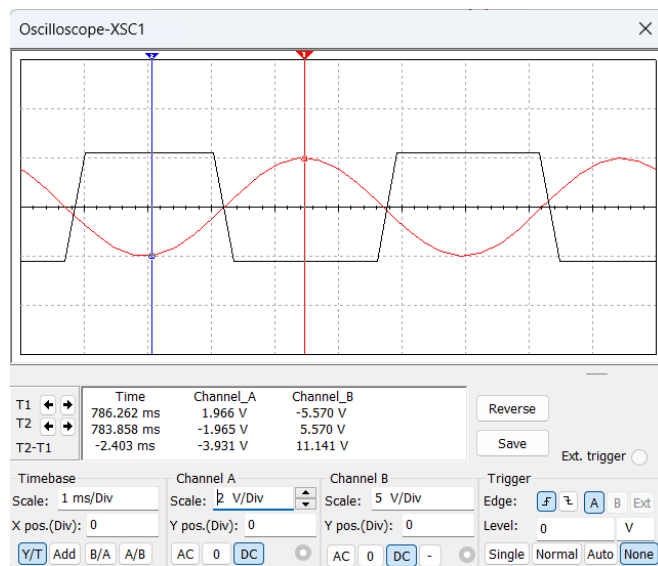 Oscilloscope-XSC1
2 1
Time Channel_A Channel_B
T1 786.262 ms 1.966 V -5.570 V
T2 783.858 ms -1.965 V 5.570 V
T2-T1 -2.403 ms -3.931 V 11.141 V
Reverse
Save
Ext. trigger
Timebase Channel A Channel B Trigger
Scale: 1 ms/Div Scale: 2 V/Div Scale: 5 V/Div Edge: A B Ext
X pos.(Div): 0 Y pos.(Div): 0 Y pos.(Div): 0 Level: 0 V
Y/T Add B/A A/B AC 0 DC AC 0 DC - Single Normal Auto None